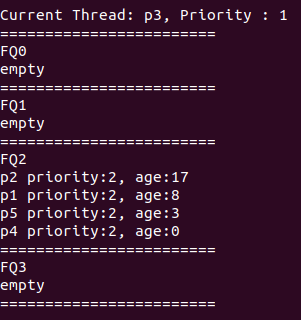 Current Thread: p3, Priority : 1
========================
FQ0
empty
========================
FQ1
empty
========================
FQ2
p2 priority:2, age:17
p1 priority:2, age:8
p5 priority:2, age:3
p4 priority:2, age:0
========================
FQ3
empty
========================